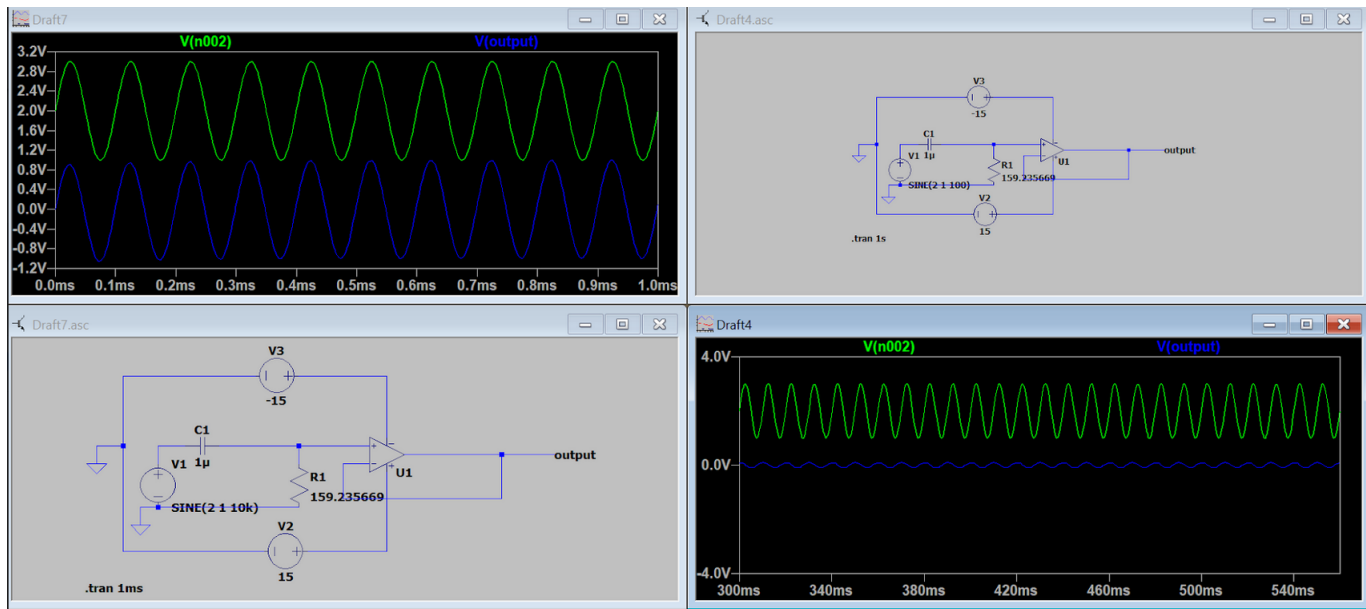 Draft7
V(n002) V(output)
3.2V
2.8V
2.4V
2.0V
1.6V
1.2V
0.8V
0.4V
0.0V
-0.4V
-0.8V
-1.2V
0.0ms 0.1ms 0.2ms 0.3ms 0.4ms 0.5ms 0.6ms 0.7ms 0.8ms 0.9ms 1.0ms
Draft4.asc
V3
-15
C1
1µ
V1
R1
159.235669
SINE(2 1 100)
U1
output
V2
15
.tran 1s
Draft7.asc
V3
-15
C1
1µ
V1
R1
159.235669
SINE(2 1 10k)
U1
output
V2
15
.tran 1ms
Draft4
V(n002) V(output)
4.0V
0.0V
-4.0V
300ms 340ms 380ms 420ms 460ms 500ms 540ms